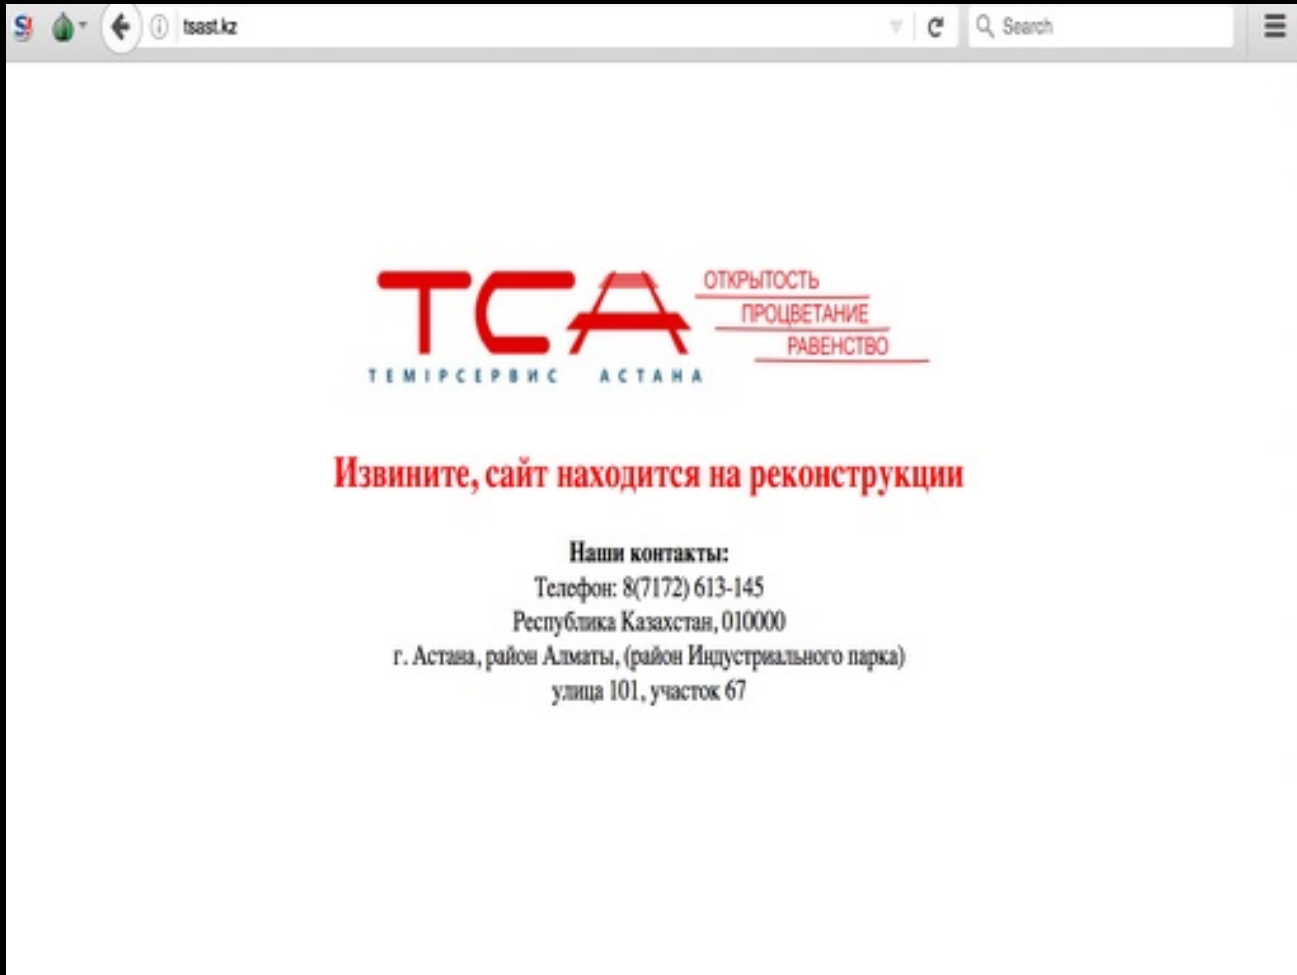 tsast.kz
Search
ТСА
ОТКРЫТОСТЬ
ПРОЦВЕТАНИЕ
РАВЕНСТВО
ТЕМІРСЕРВИС АСТАНА
Извините, сайт находится на реконструкции
Наши контакты:
Телефон: 8(7172) 613-145
Республика Казахстан, 010000
г. Астана, район Алматы, (район Индустриального парка)
улица 101, участок 67